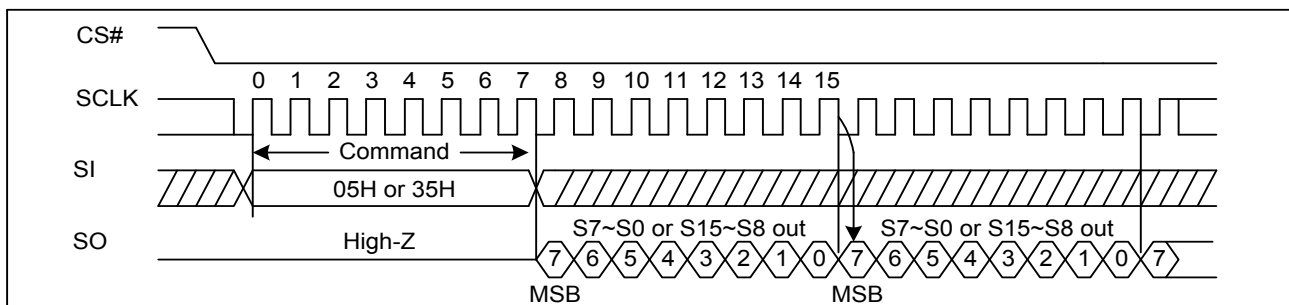 CS#
0 1 2 3 4 5 6 7 8 9 10 11 12 13 14 15
SCLK
Command
SI
05H or 35H
S7~S0 or S15~S8 out S7~S0 or S15~S8 out
SO
High-Z
7 6 5 4 3 2 1 0 7 6 5 4 3 2 1 0 7
MSB MSB